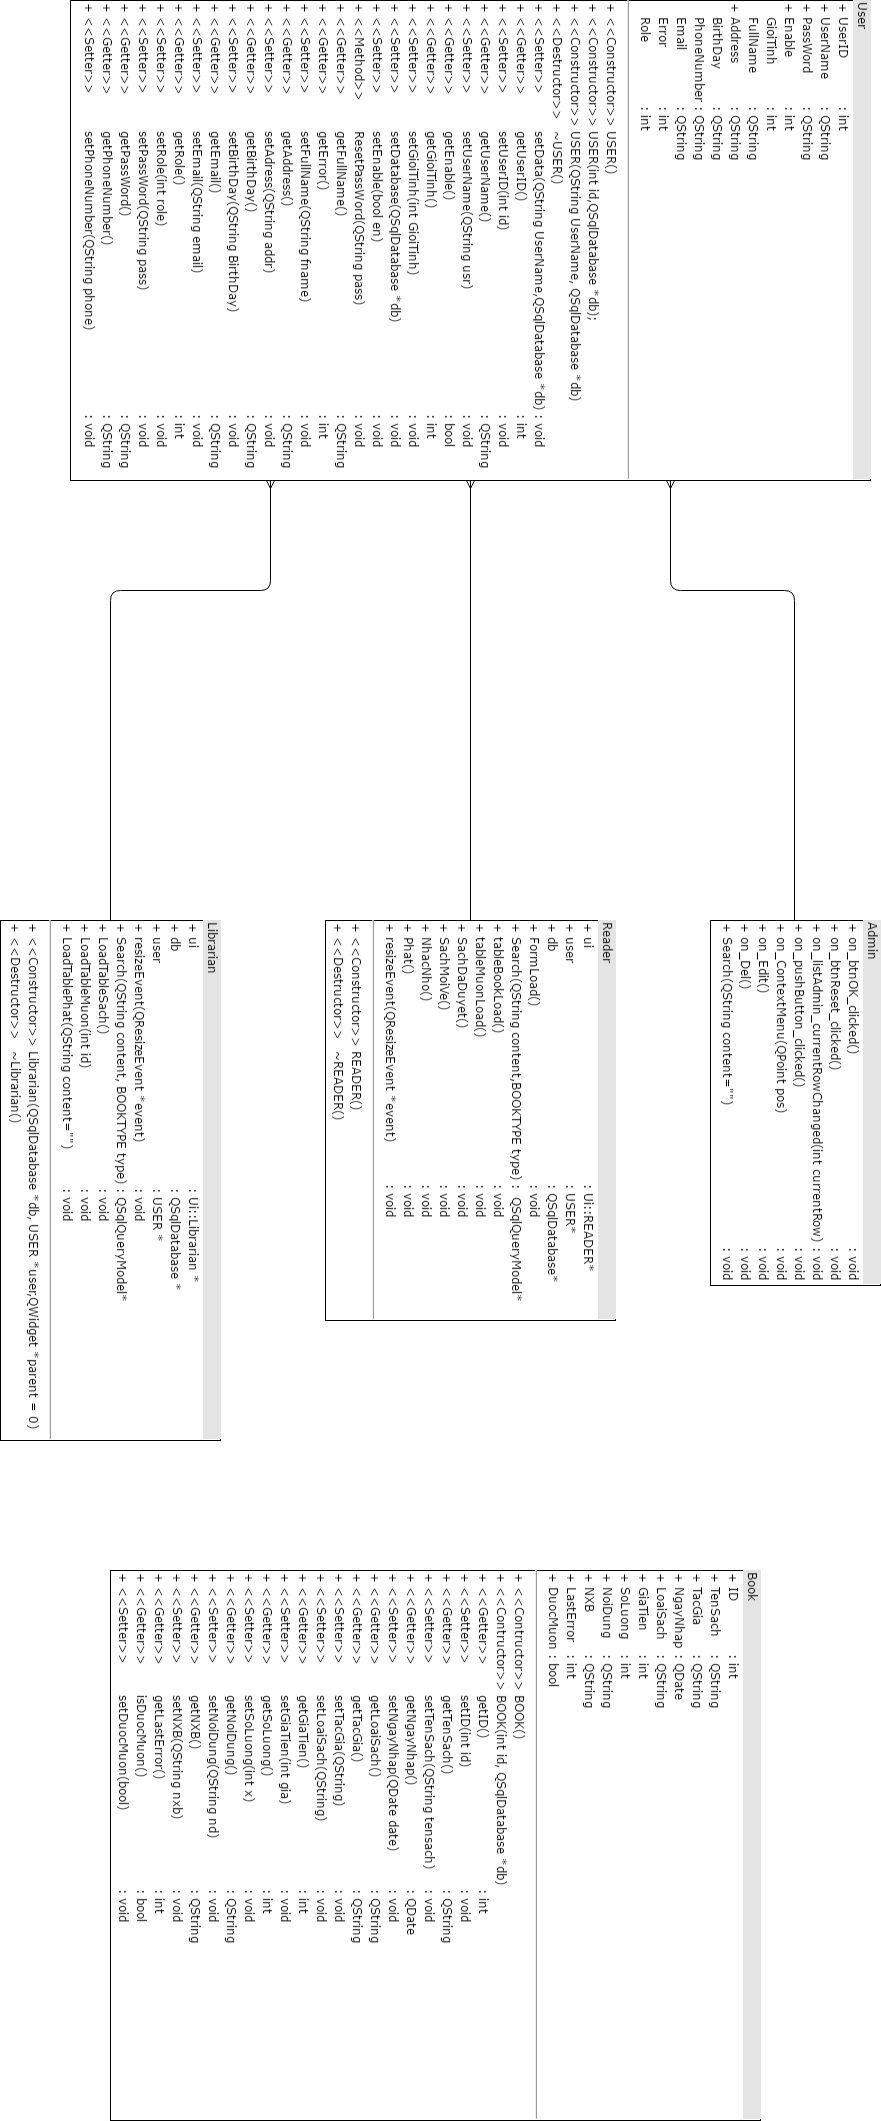 User
+ UserID : int
+ UserName : QString
+ PassWord : QString
+ Enable : int
GioiTinh : int
FullName : QString
+ Address : QString
BirthDay : QString
PhoneNumber : QString
Email : QString
Error : int
Role : int
+ <<Constructor>> USER()
+ <<Constructor>> USER(int id,QSqlDatabase *db);
+ <<Constructor>> USER(QString UserName, QSqlDatabase *db)
+ <<Destructor>> ~USER()
+ <<Setter>> setData(QString UserName,QSqlDatabase *db) : void
+ <<Getter>> getUserID() : int
+ <<Setter>> setUserID(int id) : void
+ <<Getter>> getUserName() : QString
+ <<Setter>> setUserName(QString usr) : void
+ <<Getter>> getEnable() : bool
+ <<Getter>> getGioiTinh() : int
+ <<Setter>> setGioiTinh(int GioiTinh) : void
+ <<Setter>> setDatabase(QSqlDatabase *db) : void
+ <<Setter>> setEnable(bool en) : void
+ <<Method>> ResetPassWord(QString pass) : void
+ <<Getter>> getFullName() : QString
+ <<Getter>> getError() : int
+ <<Setter>> setFullName(QString fname) : void
+ <<Getter>> getAddress() : QString
+ <<Setter>> setAdress(QString addr) : void
+ <<Getter>> getBirthDay() : QString
+ <<Setter>> setBirthDay(QString BirthDay) : void
+ <<Getter>> getEmail() : QString
+ <<Setter>> setEmail(QString email) : void
+ <<Getter>> getRole() : int
+ <<Setter>> setRole(int role) : void
+ <<Setter>> setPassWord(QString pass) : void
+ <<Getter>> getPassWord() : QString
+ <<Getter>> getPhoneNumber() : QString
+ <<Setter>> setPhoneNumber(QString phone) : void
Admin
+ on_btnOK_clicked() : void
+ on_btnReset_clicked() : void
+ on_listAdmin_currentRowChanged(int currentRow) : void
+ on_pushButton_clicked() : void
+ on_ContextMenu(QPoint pos) : void
+ on_Edit() : void
+ on_Del() : void
+ Search(QString content="") : void
Reader
+ ui : Ui::READER*
+ user : USER*
+ db : QSqlDatabase*
+ FormLoad() : void
+ Search(QString content,BOOKTYPE type) : QSqlQueryModel*
+ tableBookLoad() : void
+ tableMuonLoad() : void
+ SachDaDuyet() : void
+ SachMoiVe() : void
+ NhacNho() : void
+ Phat() : void
+ resizeEvent(QResizeEvent *event) : void
+ <<Constructor>> READER()
+ <<Destructor>> ~READER()
Librarian
+ ui : Ui::Librarian *
+ db : QSqlDatabase *
+ user : USER *
+ resizeEvent(QResizeEvent *event) : void
+ Search(QString content, BOOKTYPE type) : QSqlQueryModel*
+ LoadTableSach() : void
+ LoadTableMuon(int id) : void
+ LoadTablePhat(QString content="") : void
+ <<Constructor>> Librarian(QSqlDatabase *db, USER *user,QWidget *parent = 0)
+ <<Destructor>> ~Librarian()
Book
+ ID : int
+ TenSach : QString
+ TacGia : QString
+ NgayNhap : QDate
+ LoaiSach : QString
+ GiaTien : int
+ SoLuong : int
+ NoiDung : QString
+ NXB : QString
+ LastError : int
+ DuocMuon : bool
+ <<Contructor>> BOOK()
+ <<Contructor>> BOOK(int id, QSqlDatabase *db)
+ <<Getter>> getID() : int
+ <<Setter>> setID(int id) : void
+ <<Getter>> getTenSach() : QString
+ <<Setter>> setTenSach(QString tensach) : void
+ <<Getter>> getNgayNhap() : QDate
+ <<Setter>> setNgayNhap(QDate date) : void
+ <<Getter>> getLoaiSach() : QString
+ <<Getter>> getTacGia() : QString
+ <<Setter>> setTacGia(QString) : void
+ <<Setter>> setLoaiSach(QString) : void
+ <<Getter>> getGiaTien() : int
+ <<Setter>> setGiaTien(int gia) : void
+ <<Getter>> getSoLuong() : int
+ <<Setter>> setSoLuong(int x) : void
+ <<Getter>> getNoiDung() : QString
+ <<Setter>> setNoiDung(QString nd) : void
+ <<Getter>> getNXB() : QString
+ <<Setter>> setNXB(QString nxb) : void
+ <<Getter>> getLastError() : int
+ <<Getter>> isDuocMuon() : bool
+ <<Setter>> setDuocMuon(bool) : void